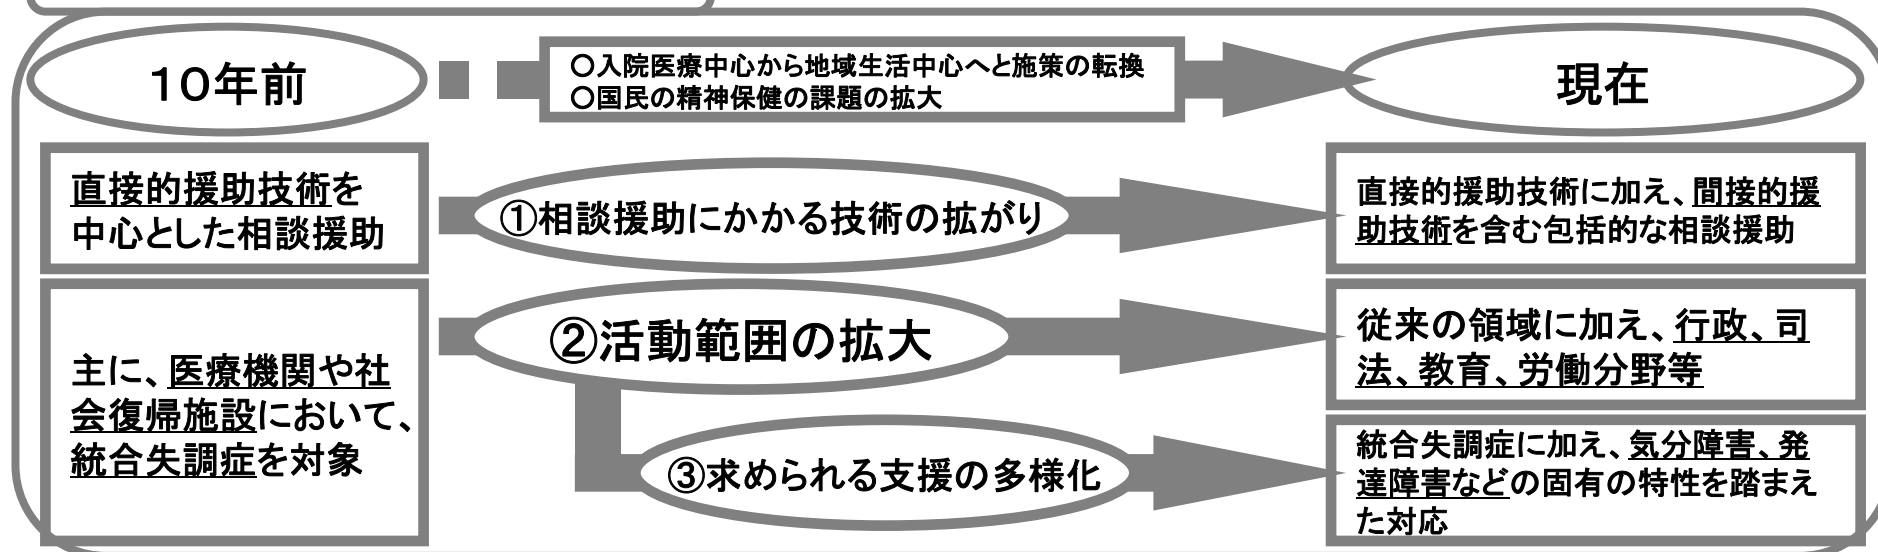 10年前
○入院医療中心から地域生活中心へと施策の転換
○国民の精神保健の課題の拡大
現在
直接的援助技術を
中心とした相談援助
①相談援助にかかる技術の拡がり
直接的援助技術に加え、間接的援
助技術を含む包括的な相談援助
主に、医療機関や社
会復帰施設において、
統合失調症を対象
②活動範囲の拡大
従来の領域に加え、行政、司
法、教育、労働分野等
③求められる支援の多様化
統合失調症に加え、気分障害、発
達障害などの固有の特性を踏まえ
た対応